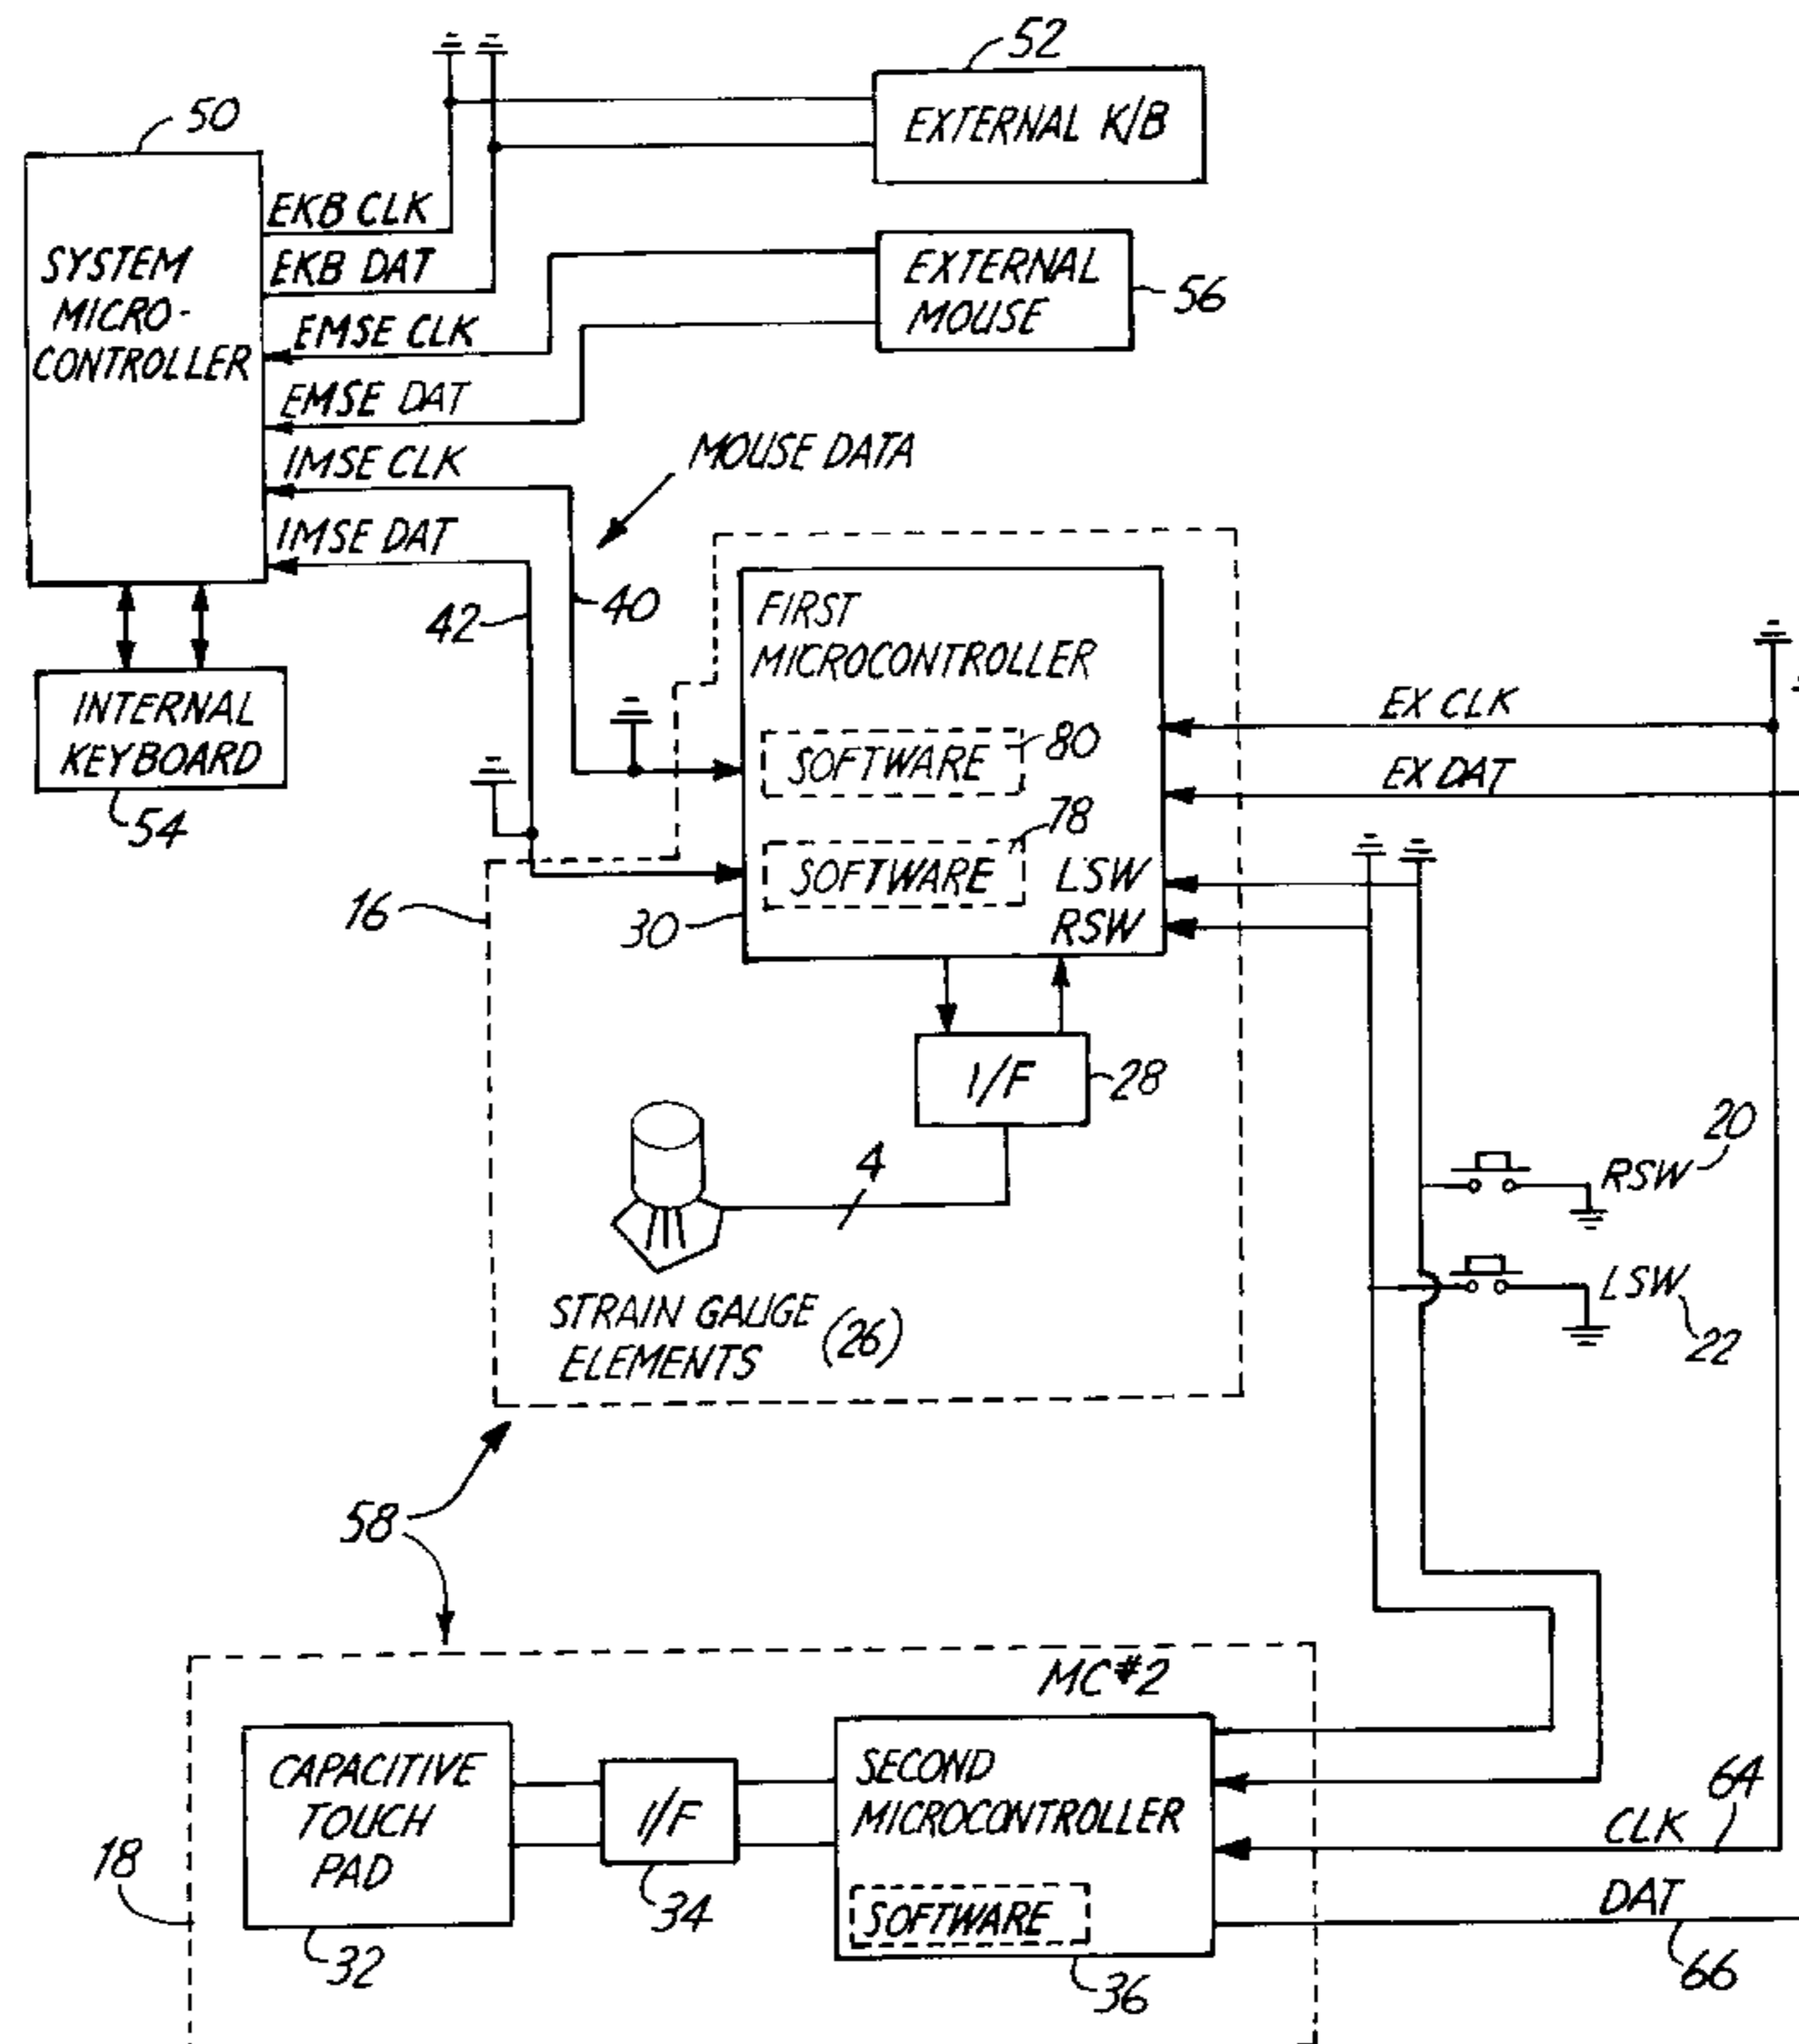 52
EXTERNAL K/B
50
EKB CLK
SYSTEM
MICRO-
CONTROLLER
EKB DAT
EXTERNAL
MOUSE
56
EMSE CLK
EMSE DAT
MOUSE DATA
IMSE CLK
IMSE DAT
42
40
FIRST
MICROCONTROLLER
INTERNAL
KEYBOARD
54
EX CLK
SOFTWARE
80
EX DAT
78
SOFTWARE
LSW
RSW
16
30
I/F
28
4
20
RSW
LSW
22
STRAIN GAUGE
ELEMENTS
(26)
58
MC#2
CAPACITIVE
TOUCH
PAD
I/F
SECOND
MICROCONTROLLER
64
CLK
18
34
SOFTWARE
DAT
32
36
66